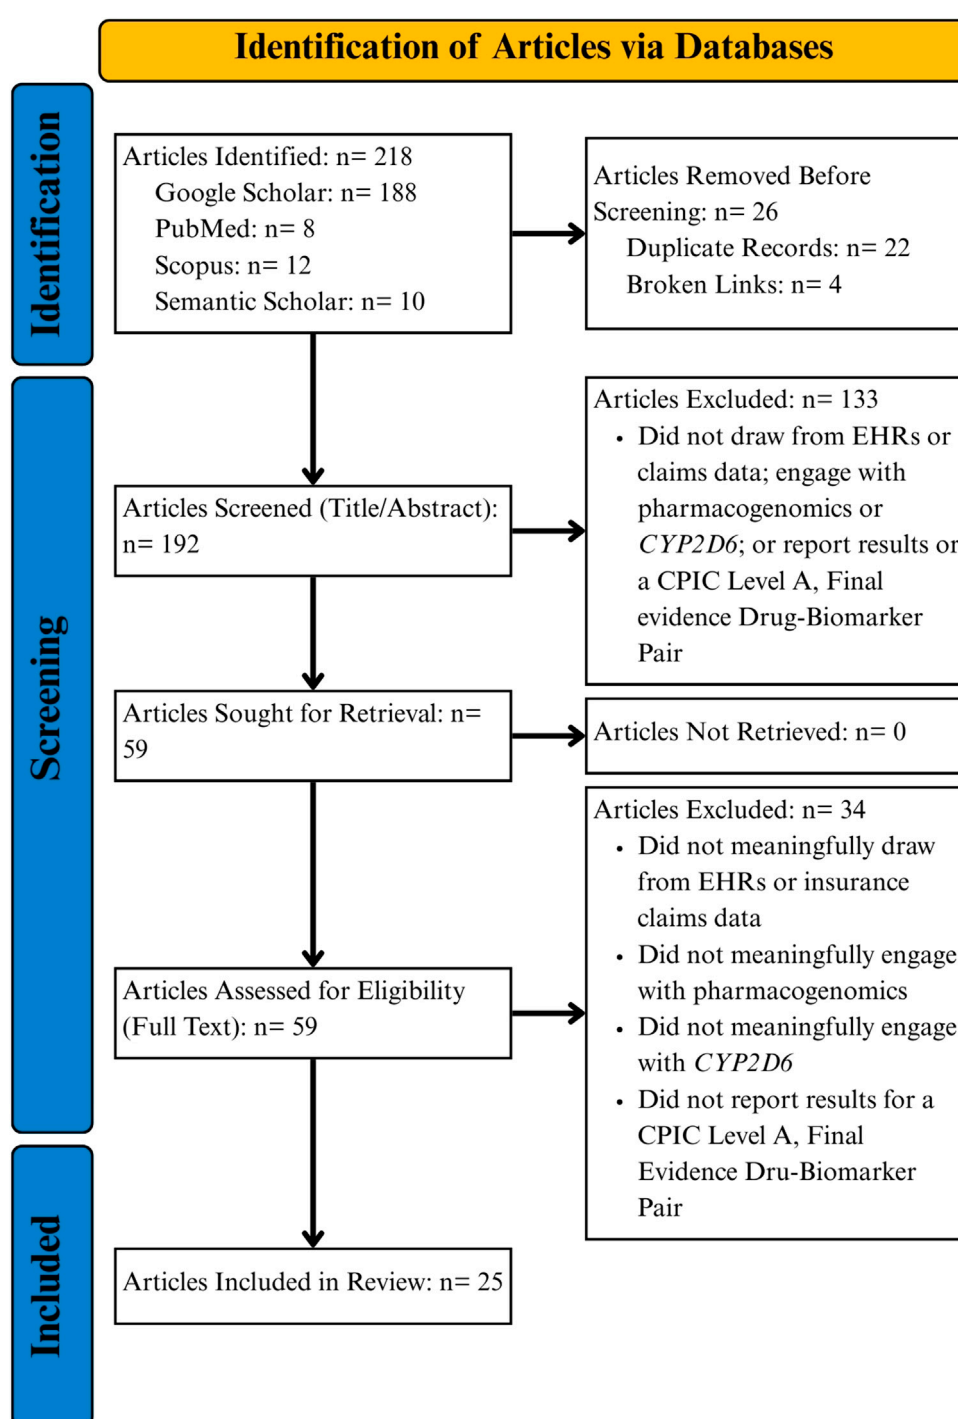 Identification of Articles via Databases
Identification
Articles Identified: n= 218
Google Scholar: n= 188
PubMed: n= 8
Scopus: n= 12
Semantic Scholar: n= 10
Articles Removed Before
Screening: n= 26
Duplicate Records: n= 22
Broken Links: n= 4
Screening
Articles Screened (Title/Abstract):
n= 192
Articles Excluded: n= 133
• Did not draw from EHRs or
claims data; engage with
pharmacogenomics or
CYP2D6; or report results or
a CPIC Level A, Final
evidence Drug-Biomarker
Pair
Articles Sought for Retrieval: n=
59
Articles Not Retrieved: n= 0
Articles Assessed for Eligibility
(Full Text): n= 59
Articles Excluded: n= 34
• Did not meaningfully draw
from EHRs or insurance
claims data
• Did not meaningfully engage
with pharmacogenomics
• Did not meaningfully engage
with CYP2D6
• Did not report results for a
CPIC Level A, Final
Evidence Dru-Biomarker
Pair
Included
Articles Included in Review: n= 25